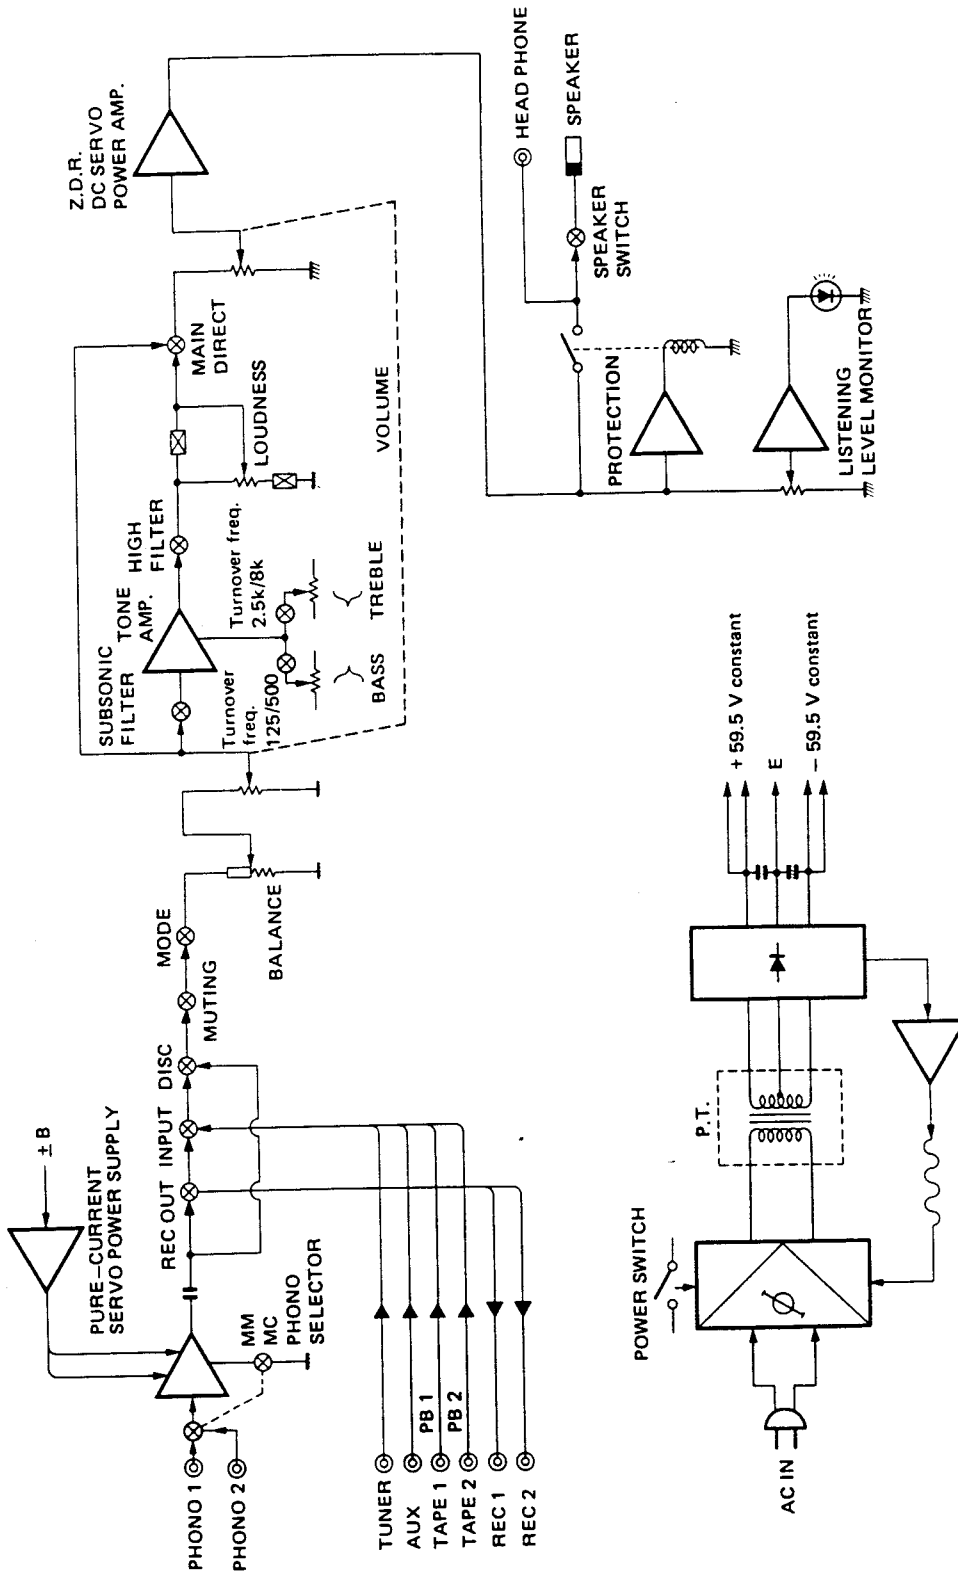 Z.D.R.
DC SERVO
POWER AMP.
MAIN
DIRECT
LOUDNESS
HIGH
FILTER
TONE
AMP.
SUBSONIC
FILTER
Turnover freq.
2.5k/8k
Turnover
freq.
125/500
TREBLE
BASS
VOLUME
BALANCE
MODE
MUTING
DISC
INPUT
REC OUT
± B
PURE-CURRENT
SERVO POWER SUPPLY
MM
MC
PHONO
SELECTOR
PHONO 1
PHONO 2
TUNER
AUX
TAPE 1
PB 1
TAPE 2
PB 2
REC 1
REC 2
HEAD PHONE
SPEAKER
SPEAKER
SWITCH
PROTECTION
LISTENING
LEVEL MONITOR
+ 59.5 V constant
E
− 59.5 V constant
P.T.
POWER SWITCH
AC IN